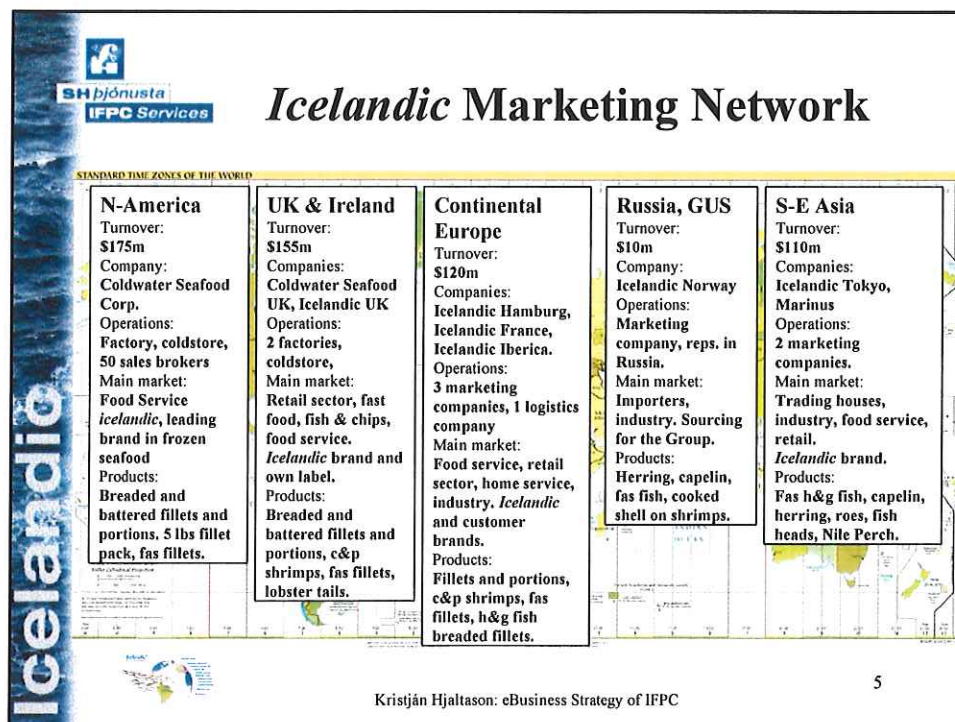 SH þjónusta
IFPC Services
Icelandic Marketing Network
STANDARD TIME ZONES OF THE WORLD
N-America
Turnover:
$175m
Company:
Coldwater Seafood
Corp.
Operations:
Factory, coldstore,
50 sales brokers
Main market:
Food Service
icelandic, leading
brand in frozen
seafood
Products:
Breaded and
battered fillets and
portions. 5 lbs fillet
pack, fas fillets.
UK & Ireland
Turnover:
$155m
Companies:
Coldwater Seafood
UK, Icelandic UK
Operations:
2 factories,
coldstore,
Main market:
Retail sector, fast
food, fish & chips,
food service.
Icelandic brand and
own label.
Products:
Breaded and
battered fillets and
portions, c&p
shrimps, fas fillets,
lobster tails.
Continental
Europe
Turnover:
$120m
Companies:
Icelandic Hamburg,
Icelandic France,
Icelandic Iberica.
Operations:
3 marketing
companies, 1 logistics
company
Main market:
Food service, retail
sector, home service,
industry. Icelandic
and customer
brands.
Products:
Fillets and portions,
c&p shrimps, fas
fillets, h&g fish
breaded fillets.
Russia, GUS
Turnover:
$10m
Company:
Icelandic Norway
Operations:
Marketing
company, reps. in
Russia.
Main market:
Importers,
industry. Sourcing
for the Group.
Products:
Herring, capelin,
fas fish, cooked
shell on shrimps.
S-E Asia
Turnover:
$110m
Companies:
Icelandic Tokyo,
Marinus
Operations:
2 marketing
companies.
Main market:
Trading houses,
industry, food service,
retail.
Icelandic brand.
Products:
Fas h&g fish, capelin,
herring, roes, fish
heads, Nile Perch.
Icelandic
Kristján Hjaltason: eBusiness Strategy of IFPC
5